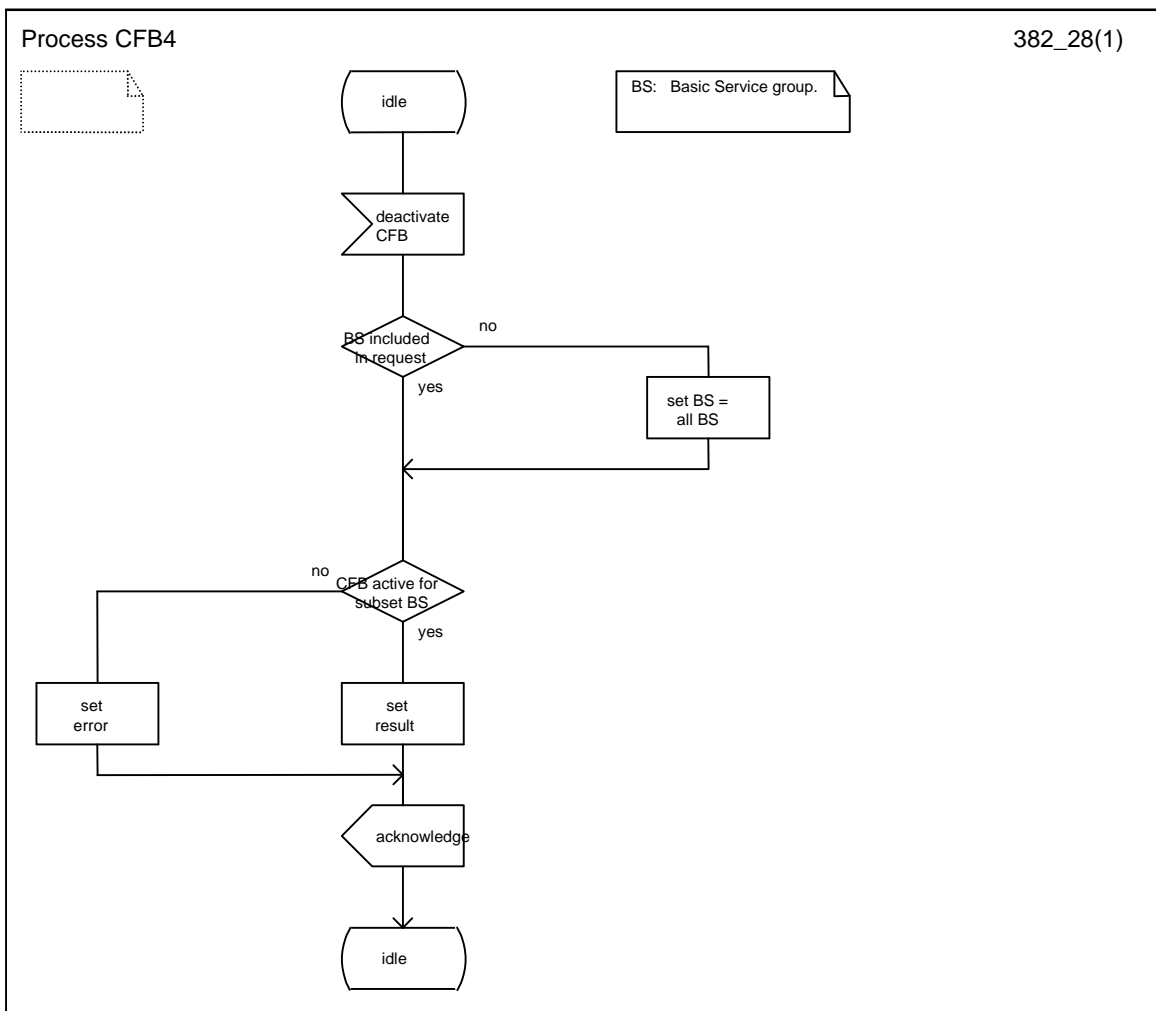 Process CFB4
382_28(1)
idle
BS: Basic Service group.
deactivate
CFB
BS included
in request
no
yes
set BS =
all BS
no
CFB active for
subset BS
yes
set
error
set
result
acknowledge
idle